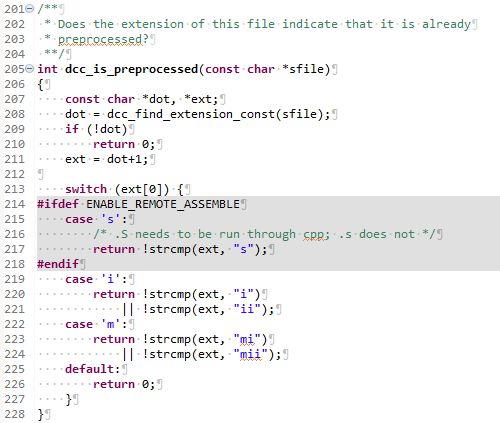 201 /**
202  * Does the extension of this file indicate that it is already
203  * preprocessed?
204  **/
205 int dcc_is_preprocessed(const char *sfile)
206 {
207     const char *dot, *ext;
208     dot = dcc_find_extension_const(sfile);
209     if (!dot)
210         return 0;
211     ext = dot+1;
212
213     switch (ext[0]) {
214 #ifdef ENABLE_REMOTE_ASSEMBLE
215     case 's':
216         /* .S needs to be run through cpp; .s does not */
217         return !strcmp(ext, "s");
218 #endif
219     case 'i':
220         return !strcmp(ext, "i")
221             || !strcmp(ext, "ii");
222     case 'm':
223         return !strcmp(ext, "mi")
224             || !strcmp(ext, "mii");
225     default:
226         return 0;
227     }
228 }